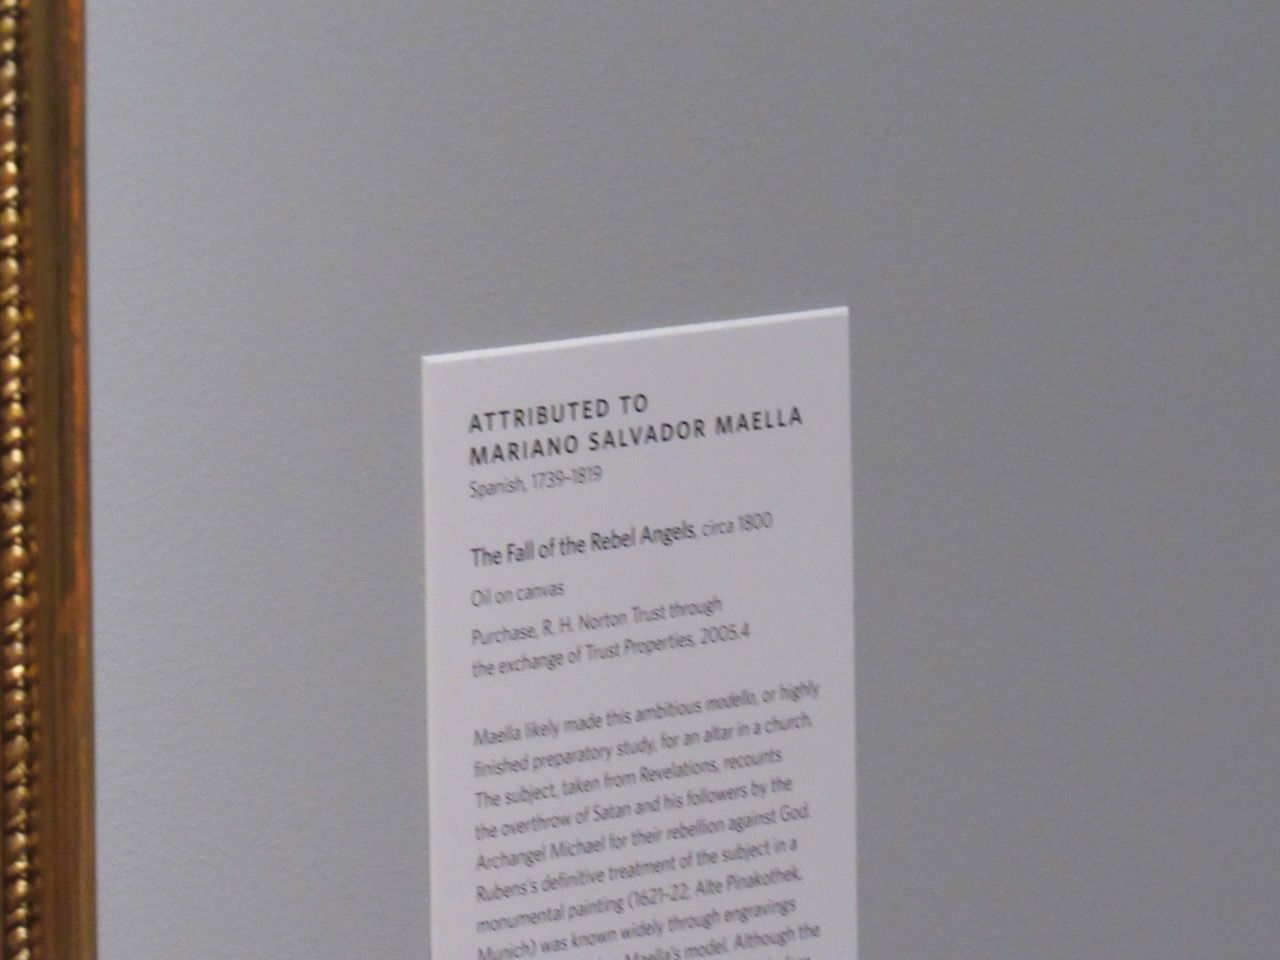 ATTRIBUTED TO
MARIANO SALVADOR MAELLA
Spanish, 1739–1819
The Fall of the Rebel Angels, circa 1800
Oil on canvas
Purchase, R. H. Norton Trust through
the exchange of Trust Properties, 2005.4
Maella likely made this ambitious modello, or highly
finished preparatory study, for an altar in a church.
The subject, taken from Revelations, recounts
the overthrow of Satan and his followers by the
Archangel Michael for their rebellion against God.
Rubens's definitive treatment of the subject in a
monumental painting (1621–22; Alte Pinakothek,
Munich) was known widely through engravings
Maella's model. Although the